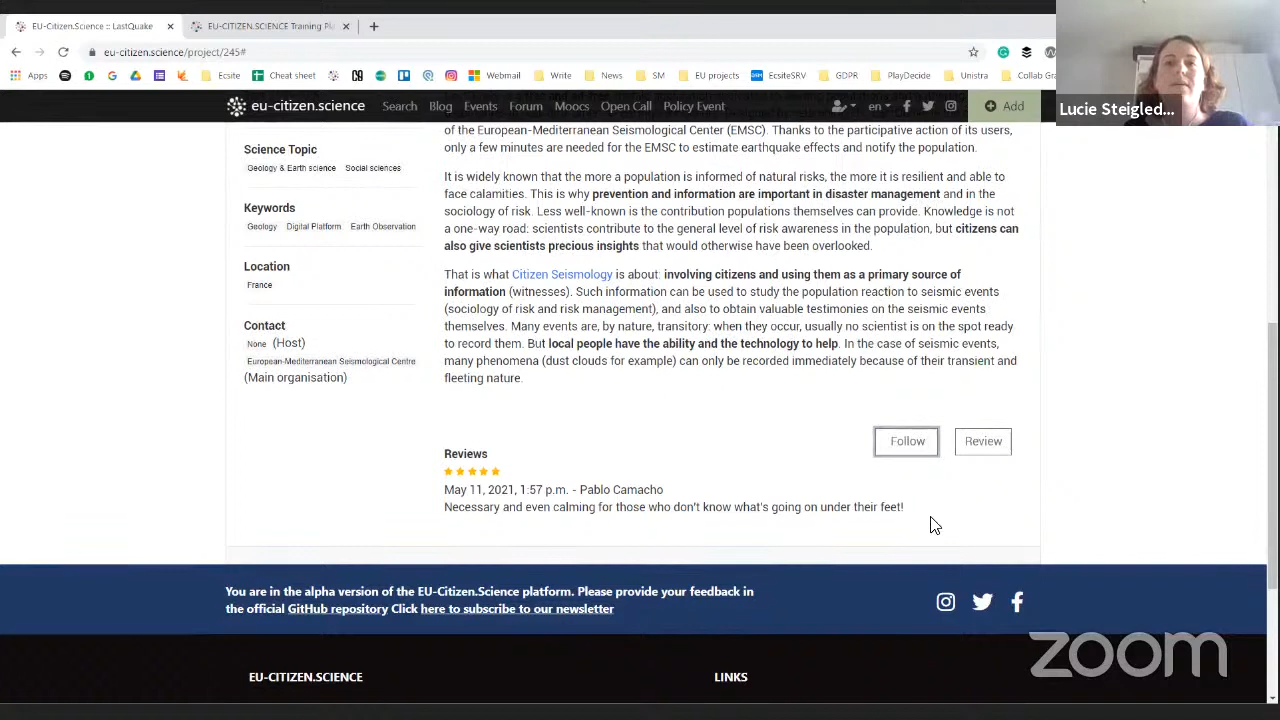 EU-Citizen.Science :: LastQuake
EU-CITIZEN.SCIENCE Training Pl
eu-citizen.science/project/245#
Apps Ecsite Cheat sheet Webmail Write News SM EU projects EcsiteSRV GDPR PlayDecide Unistra Collab Gra
Lucie Steigled...
eu-citizen.science Search Blog Events Forum Moocs Open Call Policy Event en Add
of the European-Mediterranean Seismological Center (EMSC). Thanks to the participative action of its users,
only a few minutes are needed for the EMSC to estimate earthquake effects and notify the population.
Science Topic
Geology & Earth science Social sciences
Keywords
Geology Digital Platform Earth Observation
Location
France
Contact
None (Host)
European-Mediterranean Seismological Centre
(Main organisation)
It is widely known that the more a population is informed of natural risks, the more it is resilient and able to
face calamities. This is why prevention and information are important in disaster management and in the
sociology of risk. Less well-known is the contribution populations themselves can provide. Knowledge is not
a one-way road: scientists contribute to the general level of risk awareness in the population, but citizens can
also give scientists precious insights that would otherwise have been overlooked.
That is what Citizen Seismology is about: involving citizens and using them as a primary source of
information (witnesses). Such information can be used to study the population reaction to seismic events
(sociology of risk and risk management), and also to obtain valuable testimonies on the seismic events
themselves. Many events are, by nature, transitory: when they occur, usually no scientist is on the spot ready
to record them. But local people have the ability and the technology to help. In the case of seismic events,
many phenomena (dust clouds for example) can only be recorded immediately because of their transient and
fleeting nature.
Follow Review
Reviews
May 11, 2021, 1:57 p.m. - Pablo Camacho
Necessary and even calming for those who don't know what's going on under their feet!
You are in the alpha version of the EU-Citizen.Science platform. Please provide your feedback in
the official GitHub repository Click here to subscribe to our newsletter
zoom
EU-CITIZEN.SCIENCE LINKS